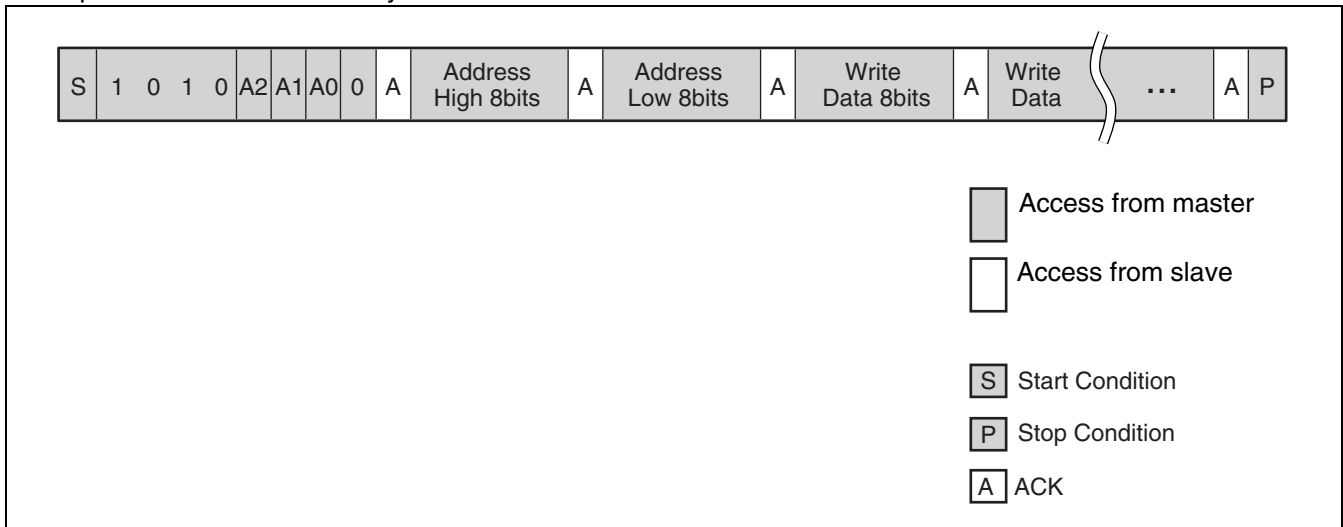 S 1 0 1 0 A2 A1 A0 0 A Address High 8bits A Address Low 8bits A Write Data 8bits A Write Data ... A P
Access from master
Access from slave
S Start Condition
P Stop Condition
A ACK